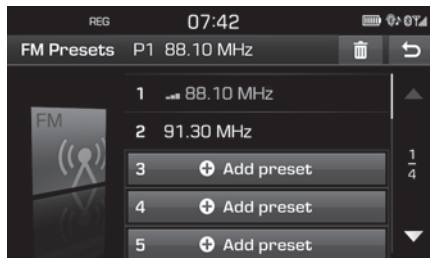 REG 07:42
FM Presets P1 88.10 MHz
1 88.10 MHz
FM
2 91.30 MHz
3 Add preset
1
4
4 Add preset
5 Add preset